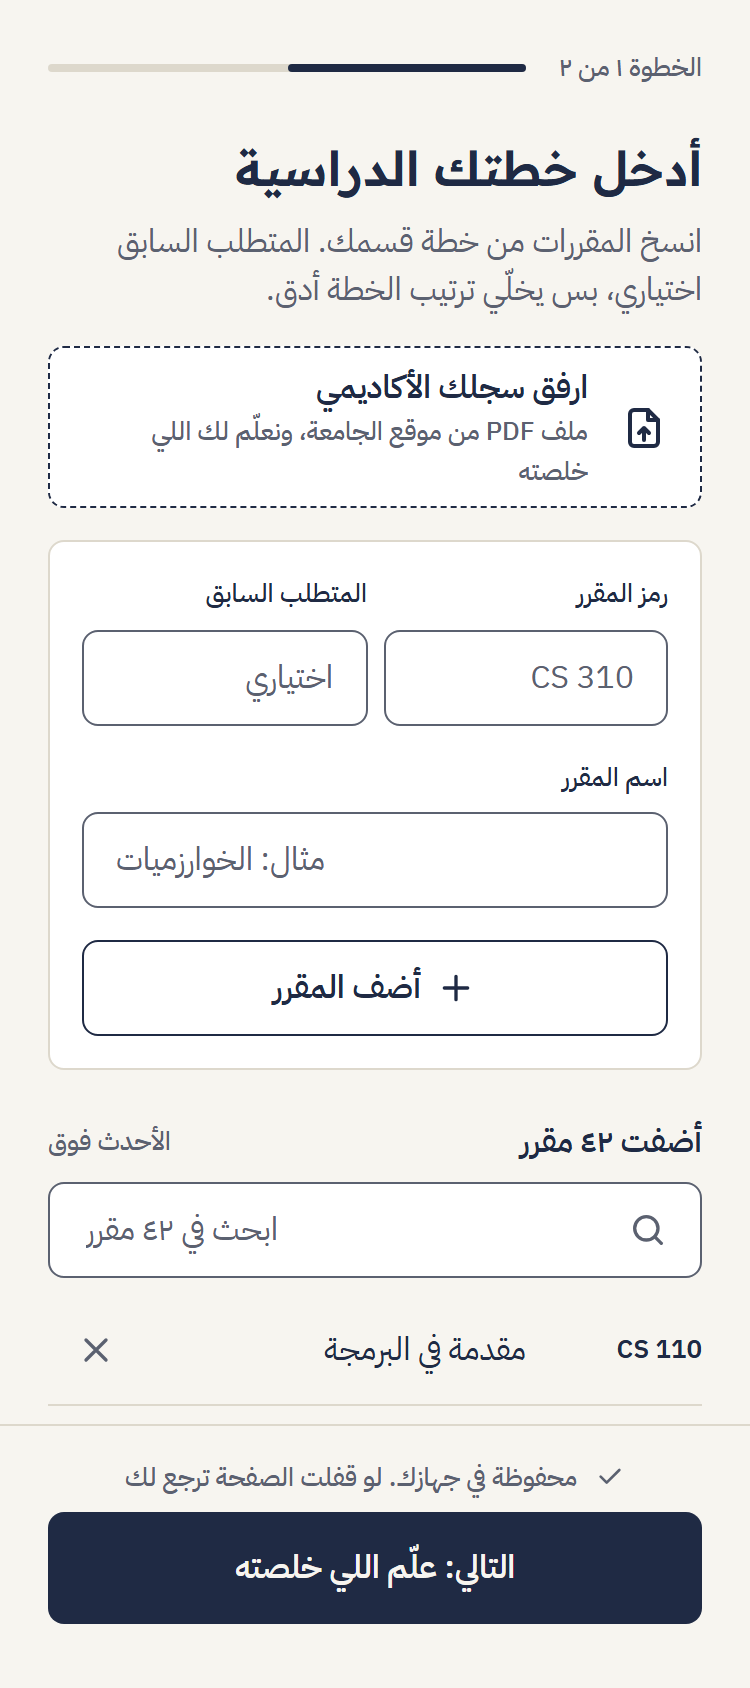 الخطوة ١ من ٢
أدخل خطتك الدراسية
انسخ المقررات من خطة قسمك. المتطلب السابق
اختياري، بس يخلّي ترتيب الخطة أدق.
ارفق سجلك الأكاديمي
ملف PDF من موقع الجامعة، ونعلّم لك اللي
خلصته
رمز المقرر
المتطلب السابق
CS 310
اختياري
اسم المقرر
مثال: الخوارزميات
أضف المقرر
أضفت ٤٢ مقرر
الأحدث فوق
ابحث في ٤٢ مقرر
CS 110
مقدمة في البرمجة
محفوظة في جهازك. لو قفلت الصفحة ترجع لك
التالي: علّم اللي خلصته